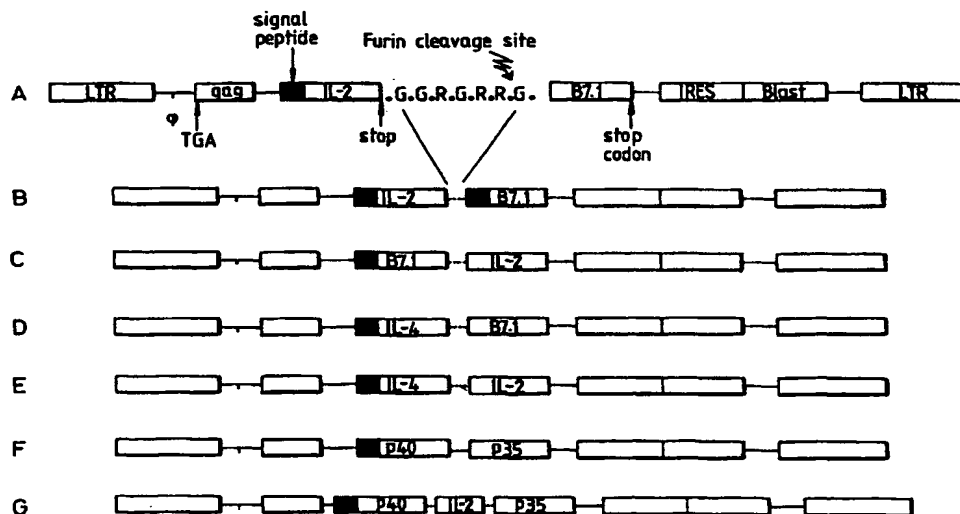 signal
peptide
Furin cleavage site
A LTR gag IL-2 .G.G.R.G.R.R.G. B7.1 IRES Blast LTR
φ TGA stop stop
codon
B IL-2 B7.1
C B7.1 IL-2
D IL-4 B7.1
E IL-4 IL-2
F P40 P35
G P40 IL-2 P35